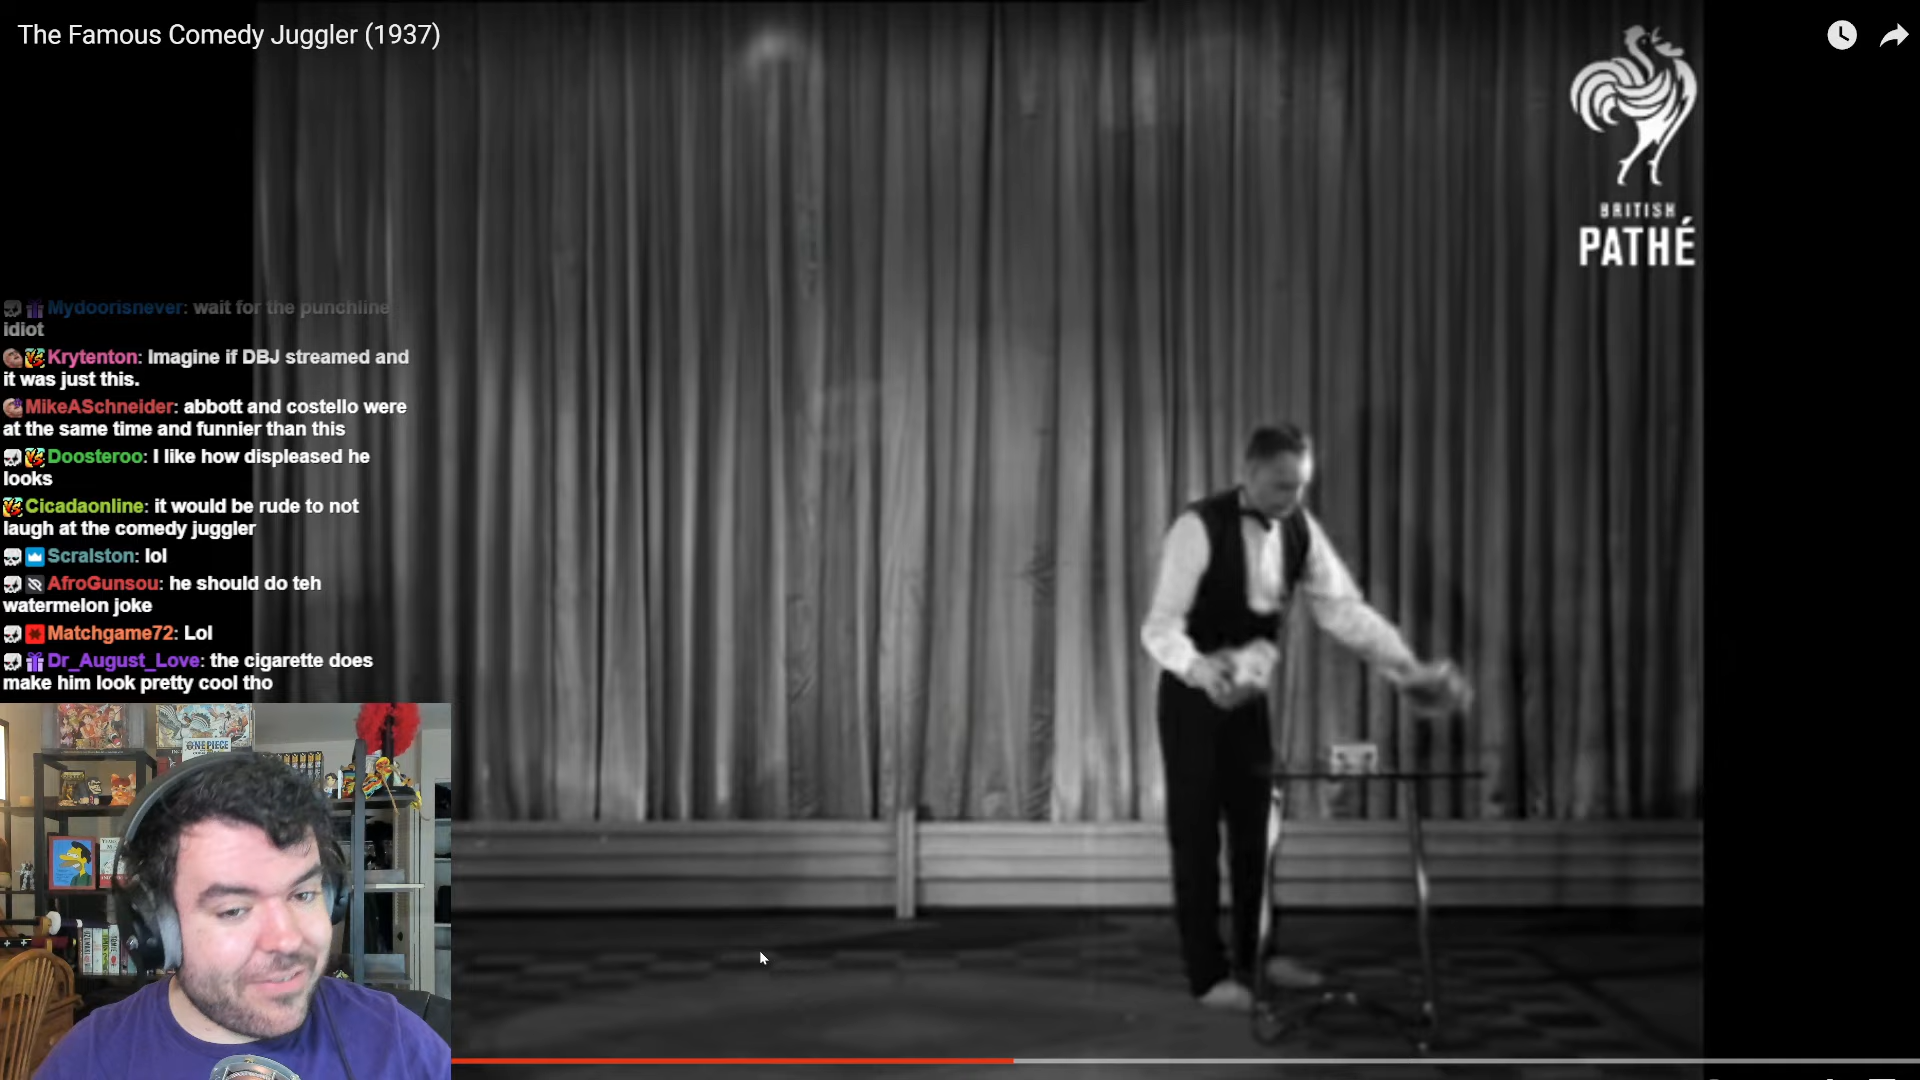 The Famous Comedy Juggler (1937)
BRITISH
PATHÉ
Mydoorisnever: wait for the punchline
idiot
Krytenton: Imagine if DBJ streamed and
it was just this.
MikeASchneider: abbott and costello were
at the same time and funnier than this
Doosteroo: I like how displeased he
looks
Cicadaonline: it would be rude to not
laugh at the comedy juggler
Scralston: lol
AfroGunsou: he should do teh
watermelon joke
Matchgame72: Lol
Dr_August_Love: the cigarette does
make him look pretty cool tho
ONE PIECE